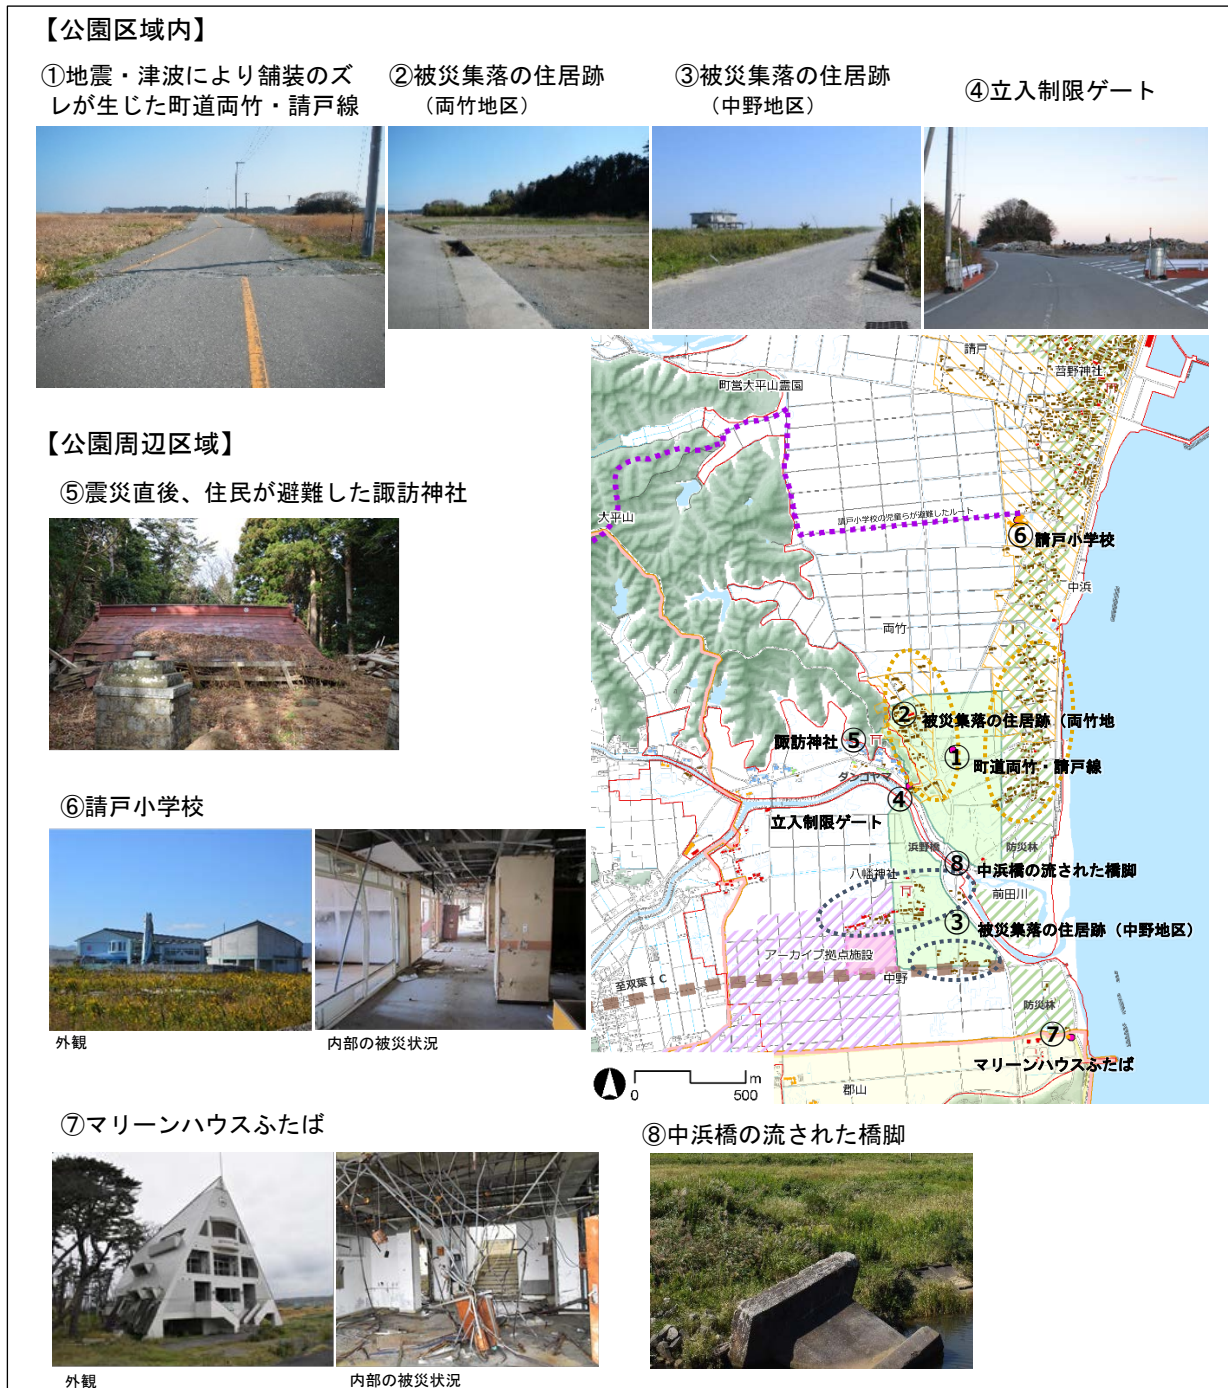 【公園区域内】
①地震・津波により舗装のズ
レが生じた町道両竹・請戸線
②被災集落の住居跡
（両竹地区）
③被災集落の住居跡
（中野地区）
④立入制限ゲート
【公園周辺区域】
⑤震災直後、住民が避難した諏訪神社
⑥請戸小学校
外観
内部の被災状況
請戸
苕野神社
町営大平山霊園
大平山
請戸小学校の児童らが避難したルート
⑥
請戸小学校
中浜
両竹
②
被災集落の住居跡（両竹地
諏訪神社
⑤
①
町道両竹・請戸線
ダンゴヤマ
④
立入制限ゲート
浜野橋
防災林
⑧
中浜橋の流された橋脚
八幡神社
前田川
③
被災集落の住居跡（中野地区）
アーカイブ拠点施設
中野
至双葉ＩＣ
防災林
⑦
マリーンハウスふたば
郡山
0
500
m
⑦マリーンハウスふたば
外観
内部の被災状況
⑧中浜橋の流された橋脚